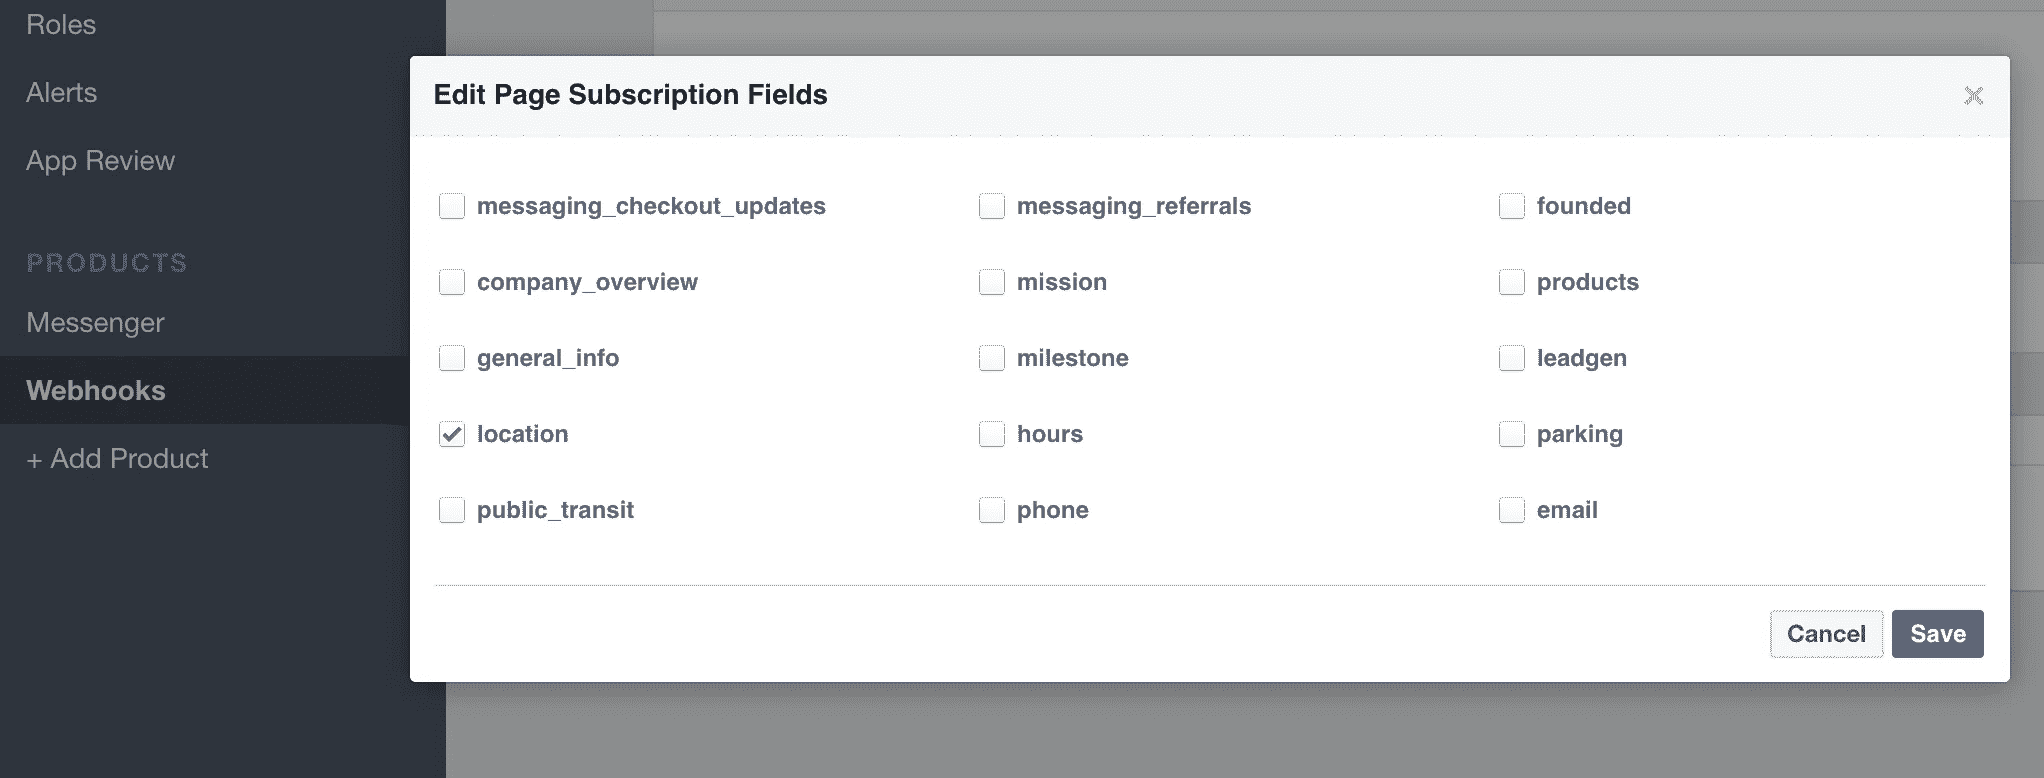 Roles
Alerts
App Review
PRODUCTS
Messenger
Webhooks
+ Add Product
Edit Page Subscription Fields
messaging_checkout_updates messaging_referrals founded
company_overview mission products
general_info milestone leadgen
location hours parking
public_transit phone email
Cancel Save